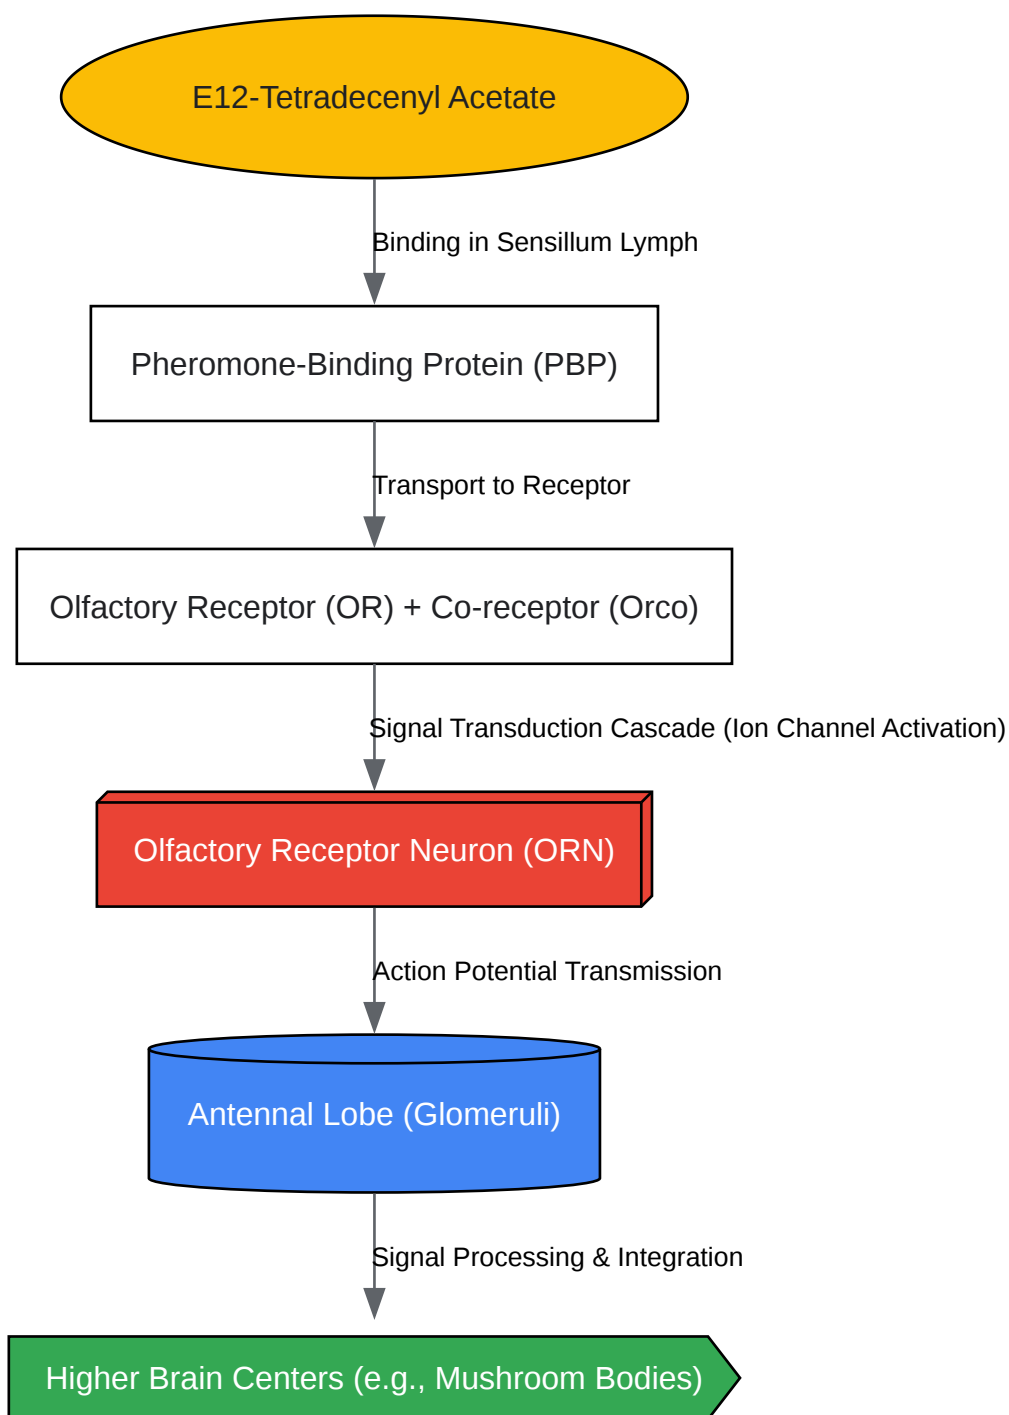 E12-Tetradecenyl Acetate
Binding in Sensillum Lymph
Pheromone-Binding Protein (PBP)
Transport to Receptor
Olfactory Receptor (OR) + Co-receptor (Orco)
Signal Transduction Cascade (Ion Channel Activation)
Olfactory Receptor Neuron (ORN)
Action Potential Transmission
Antennal Lobe (Glomeruli)
Signal Processing & Integration
Higher Brain Centers (e.g., Mushroom Bodies)